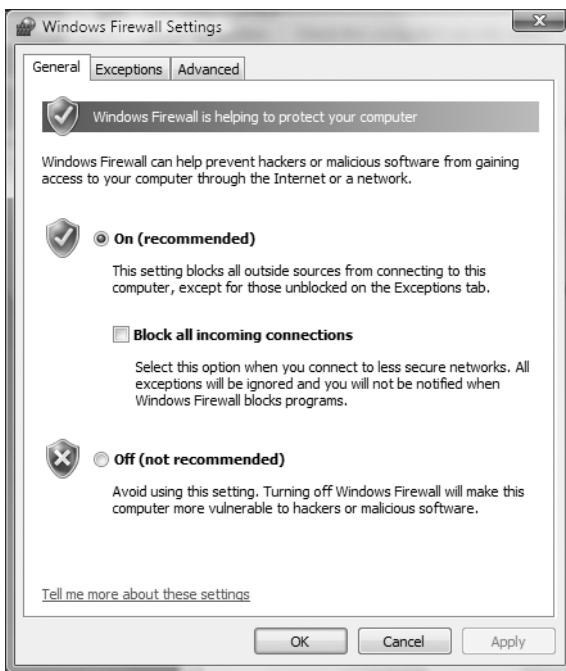 Windows Firewall Settings
General Exceptions Advanced
Windows Firewall is helping to protect your computer
Windows Firewall can help prevent hackers or malicious software from gaining
access to your computer through the Internet or a network.
On (recommended)
This setting blocks all outside sources from connecting to this
computer, except for those unblocked on the Exceptions tab.
Block all incoming connections
Select this option when you connect to less secure networks. All
exceptions will be ignored and you will not be notified when
Windows Firewall blocks programs.
Off (not recommended)
Avoid using this setting. Turning off Windows Firewall will make this
computer more vulnerable to hackers or malicious software.
Tell me more about these settings
OK Cancel Apply